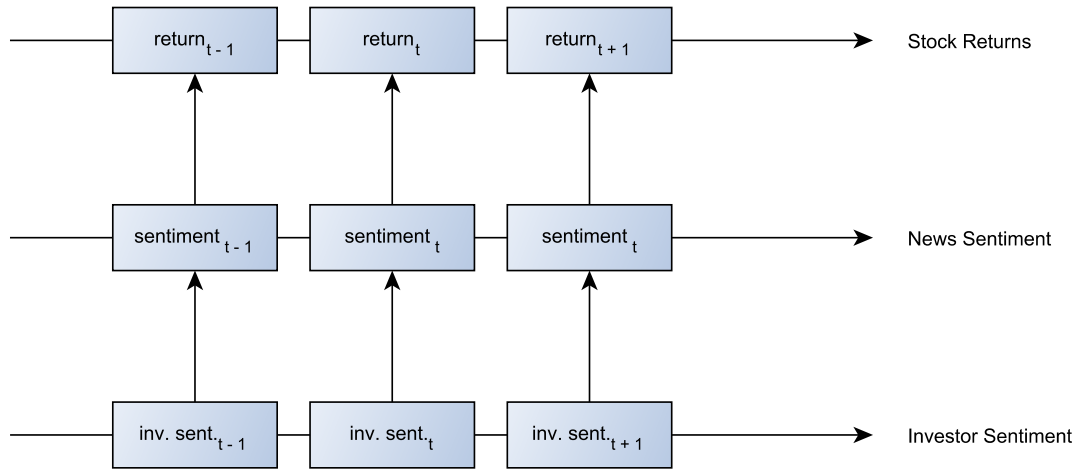 return t - 1 return t return t + 1 Stock Returns
sentiment t - 1 sentiment t sentiment t News Sentiment
inv. sent. t - 1 inv. sent. t inv. sent. t + 1 Investor Sentiment